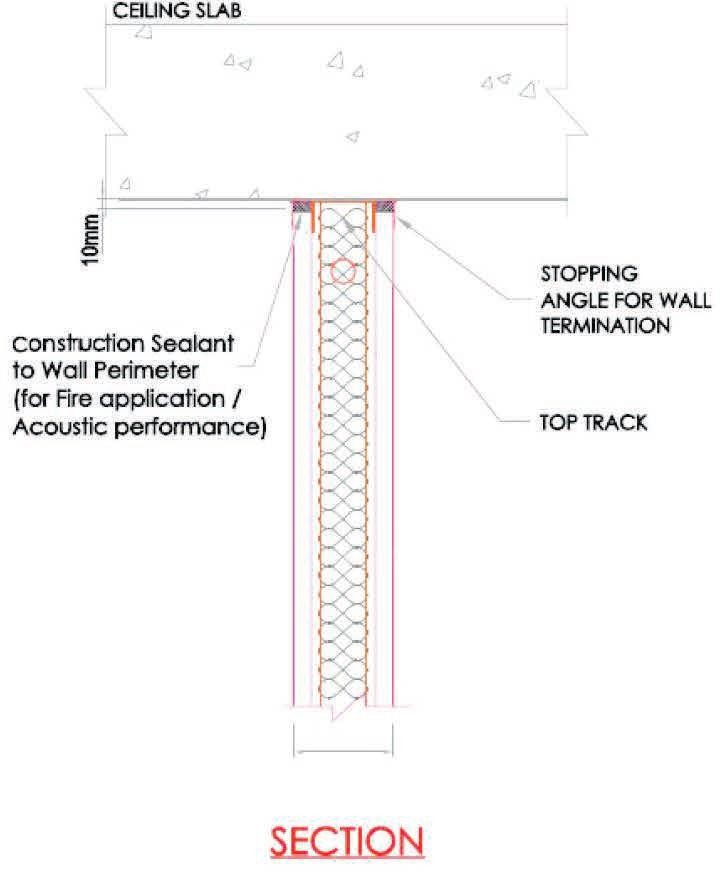 CEILING SLAB
10mm
STOPPING
ANGLE FOR WALL
TERMINATION
Construction Sealant
to Wall Perimeter
(for Fire application /
Acoustic performance)
TOP TRACK
SECTION